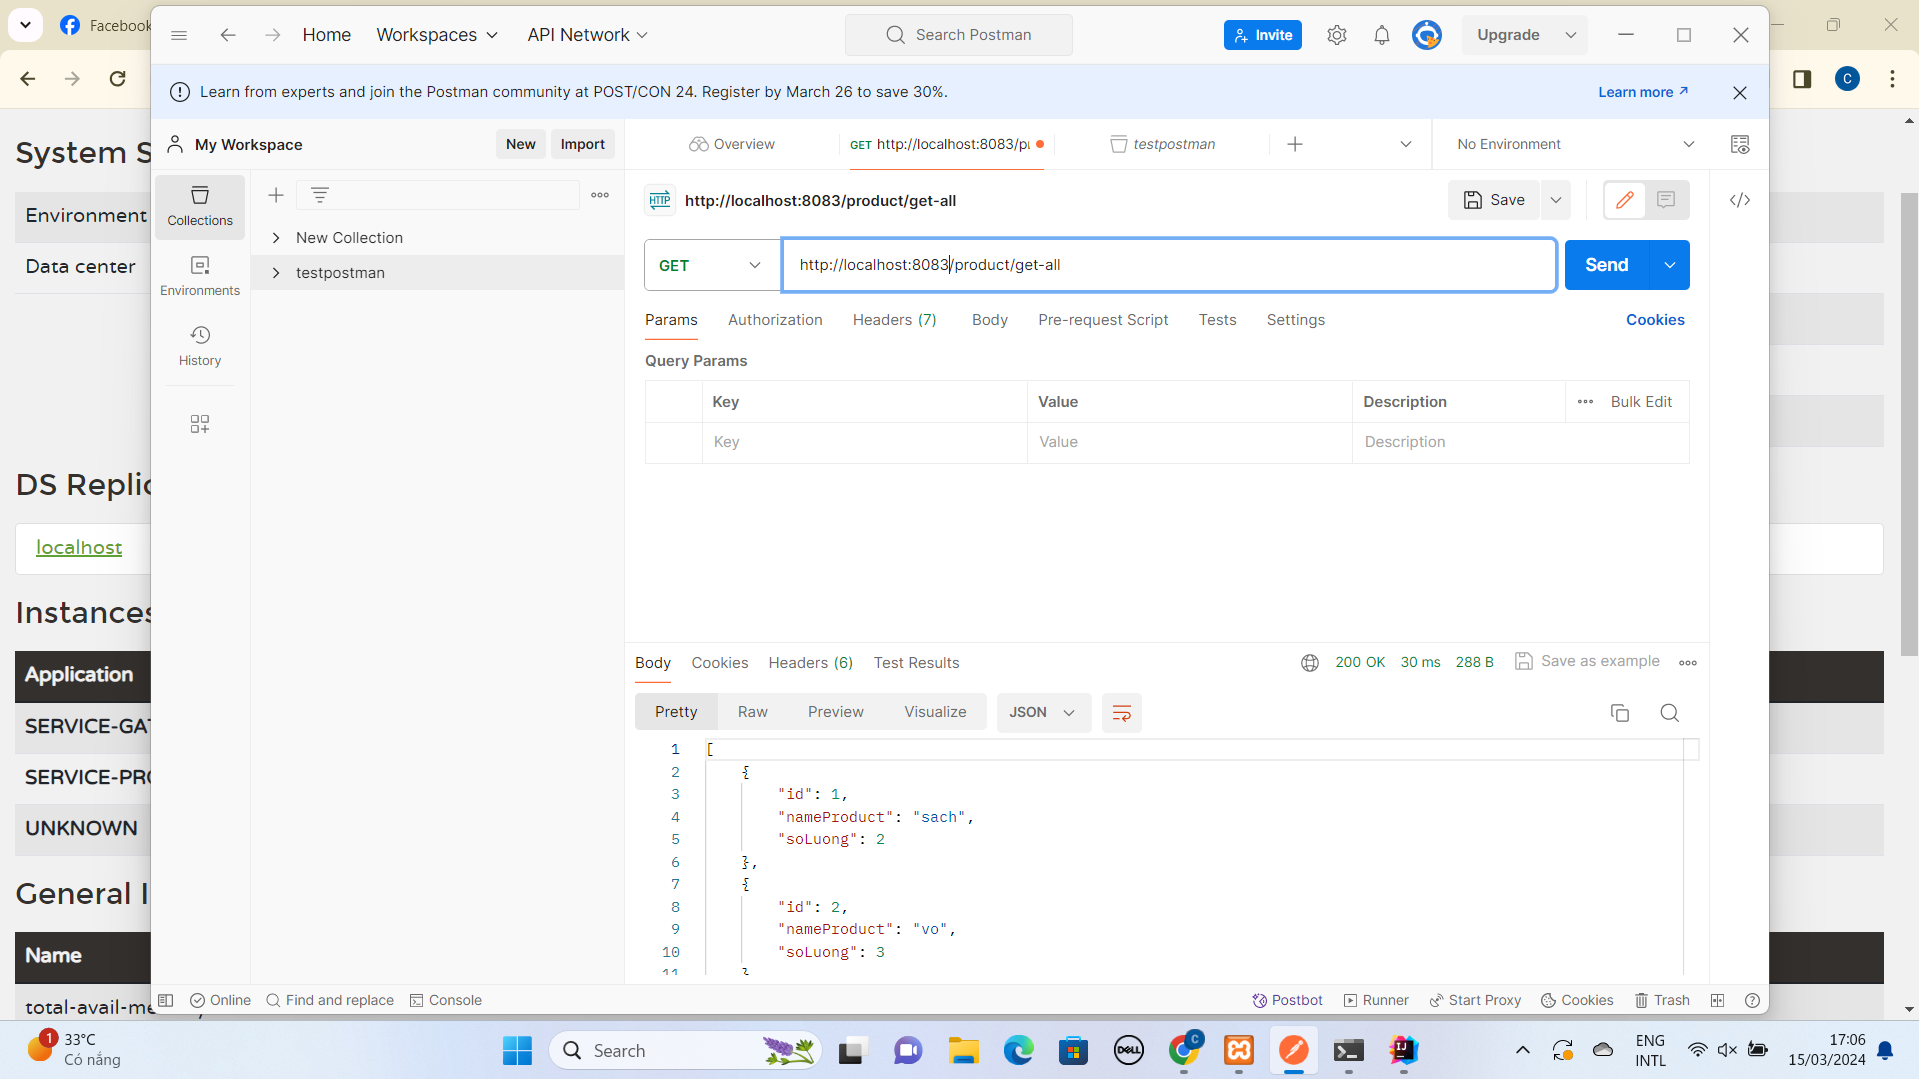 Facebook
Home
Workspaces
API Network
Search Postman
Invite
Upgrade
C
Learn from experts and join the Postman community at POST/CON 24. Register by March 26 to save 30%.
Learn more
System S
Environment
Data center
DS Replic
localhost
Instances
Application
SERVICE-GAT
SERVICE-PRO
UNKNOWN
General I
Name
total-avail-me
My Workspace
New
Import
Overview
GET http://localhost:8083/pr
testpostman
No Environment
Collections
Environments
History
New Collection
testpostman
HTTP
http://localhost:8083/product/get-all
Save
GET
http://localhost:8083/product/get-all
Send
Params
Authorization
Headers (7)
Body
Pre-request Script
Tests
Settings
Cookies
Query Params
Key
Value
Description
Bulk Edit
Key
Value
Description
Body
Cookies
Headers (6)
Test Results
200 OK
30 ms
288 B
Save as example
Pretty
Raw
Preview
Visualize
JSON
1 [
2 {
3 "id": 1,
4 "nameProduct": "sach",
5 "soLuong": 2
6 },
7 {
8 "id": 2,
9 "nameProduct": "vo",
10 "soLuong": 3
11 }
Online
Find and replace
Console
Postbot
Runner
Start Proxy
Cookies
Trash
1
33°C
Có nắng
Search
DELL
C
IJ
ENG
INTL
17:06
15/03/2024